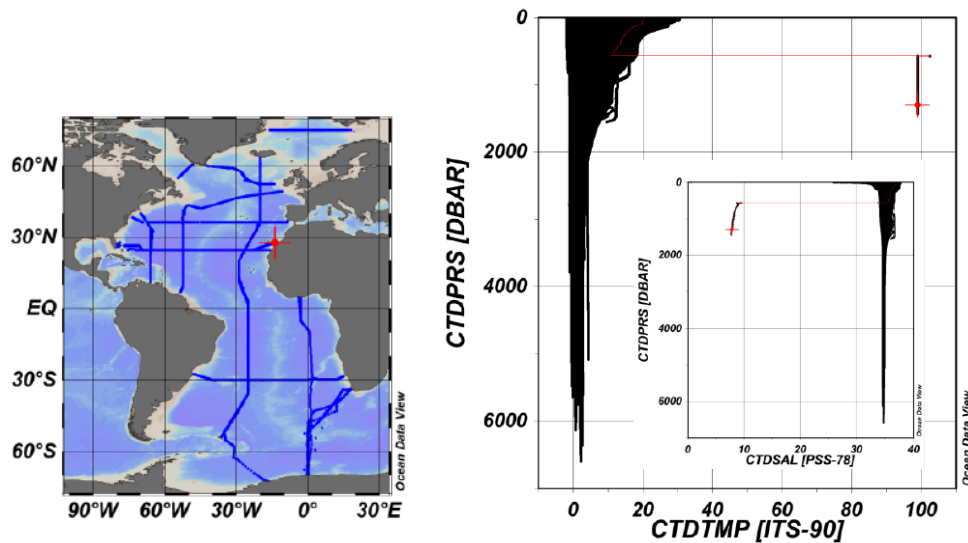 60°N
30°N
EQ
30°S
60°S
90°W 60°W 30°W 0° 30°E
Ocean Data View
0
2000
4000
6000
CTDPRS [DBAR]
0 20 40 60 80 100
CTDTMP [ITS-90]
Ocean Data View
0
2000
4000
6000
CTDPRS [DBAR]
0 10 20 30 40
CTDSAL [PSS-78]
Ocean Data View